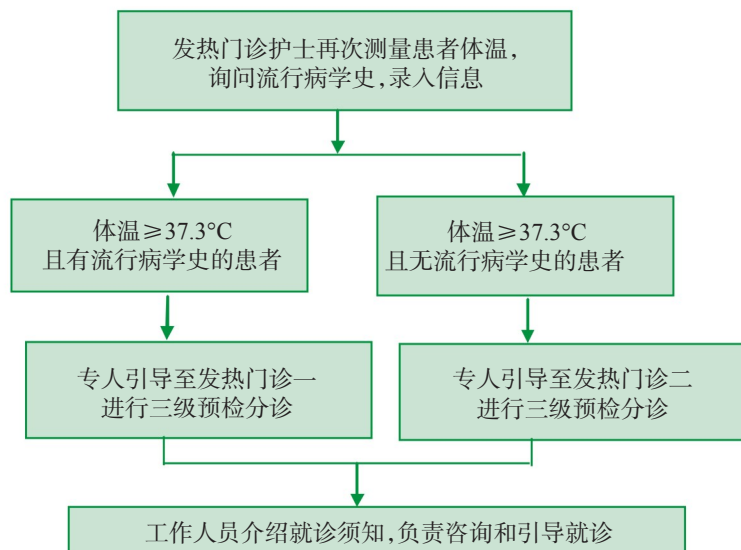 发热门诊护士再次测量患者体温，
询问流行病学史，录入信息
体温≥37.3°C
且有流行病学史的患者
体温≥37.3°C
且无流行病学史的患者
专人引导至发热门诊一
进行三级预检分诊
专人引导至发热门诊二
进行三级预检分诊
工作人员介绍就诊须知，负责咨询和引导就诊